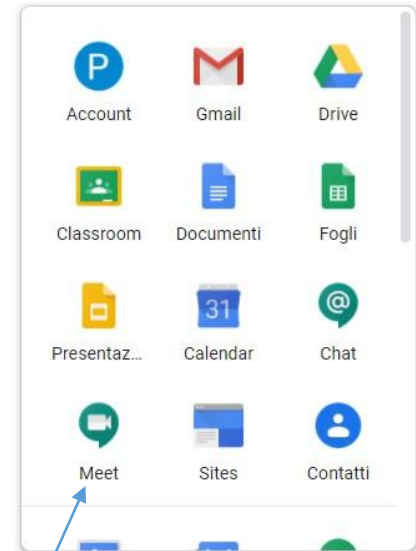 P
Account Gmail Drive
Classroom Documenti Fogli
31 @
Presentaz... Calendar Chat
Meet Sites Contatti